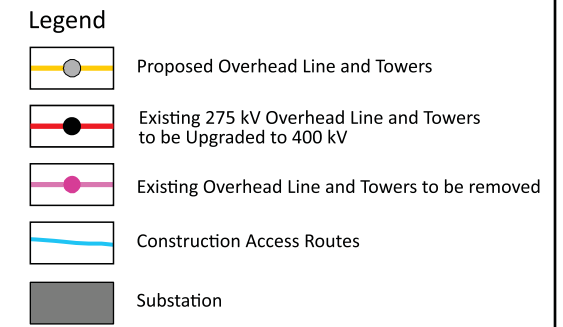 Legend
Proposed Overhead Line and Towers
Existing 275 kV Overhead Line and Towers
to be Upgraded to 400 kV
Existing Overhead Line and Towers to be removed
Construction Access Routes
Substation